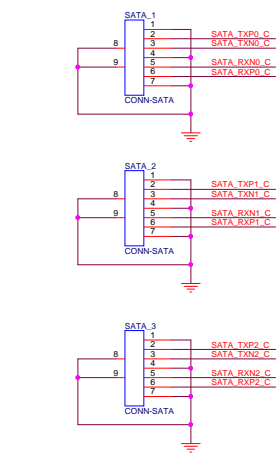 SATA_1
1
2 SATA_TXP0_C
8 3 SATA_TXN0_C
4
9 5 SATA_RXN0_C
6 SATA_RXP0_C
7
CONN-SATA
SATA_2
1
2 SATA_TXP1_C
8 3 SATA_TXN1_C
4
9 5 SATA_RXN1_C
6 SATA_RXP1_C
7
CONN-SATA
SATA_3
1
2 SATA_TXP2_C
8 3 SATA_TXN2_C
4
9 5 SATA_RXN2_C
6 SATA_RXP2_C
7
CONN-SATA